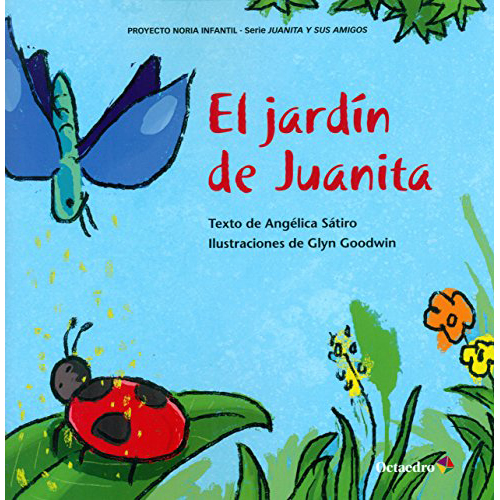 PROYECTO NORIA INFANTIL - Serie JUANITA Y SUS AMIGOS
El jardín
de Juanita
Texto de Angélica Sátiro
Ilustraciones de Glyn Goodwin
Octaedro